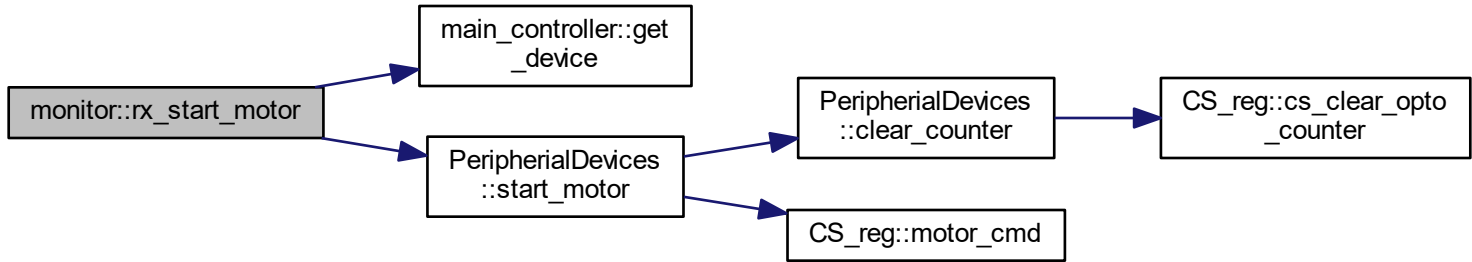 monitor::rx_start_motor
main_controller::get
_device
PeripherialDevices
::start_motor
PeripherialDevices
::clear_counter
CS_reg::motor_cmd
CS_reg::cs_clear_opto
_counter